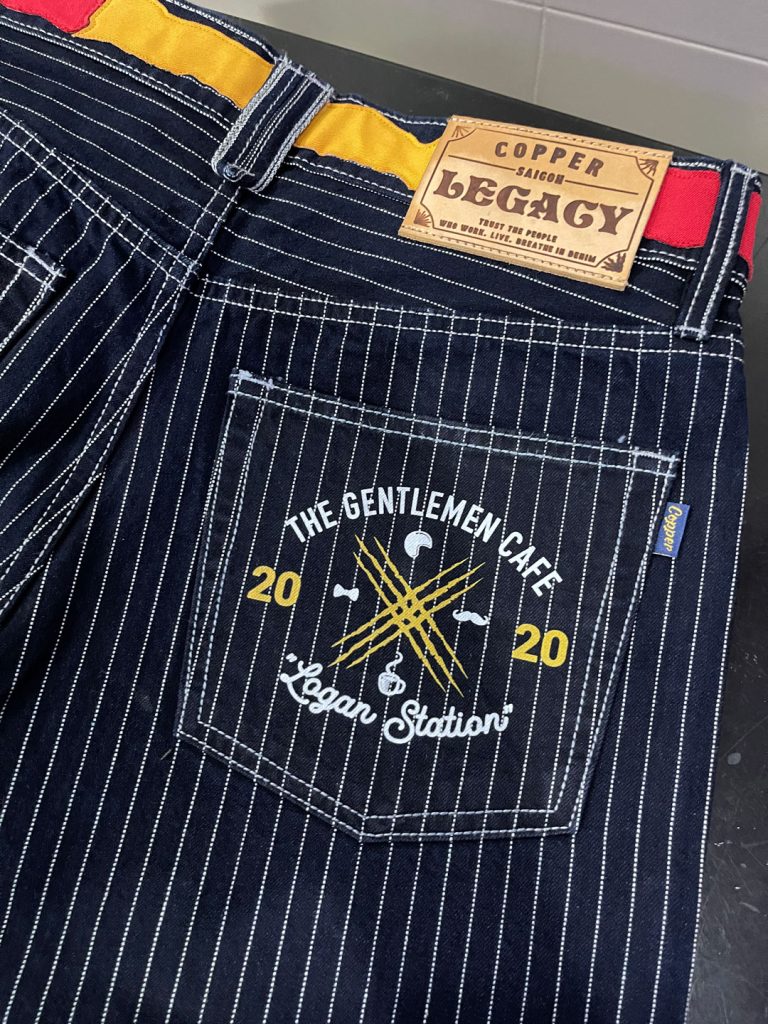 COPPER
SAIGON
LEGACY
TRUST THE PEOPLE
WHO WORK. LIVE. BREATHE IN DENIM
Copper
THE GENTLEMEN CAFE
20 20
"Logan Station"